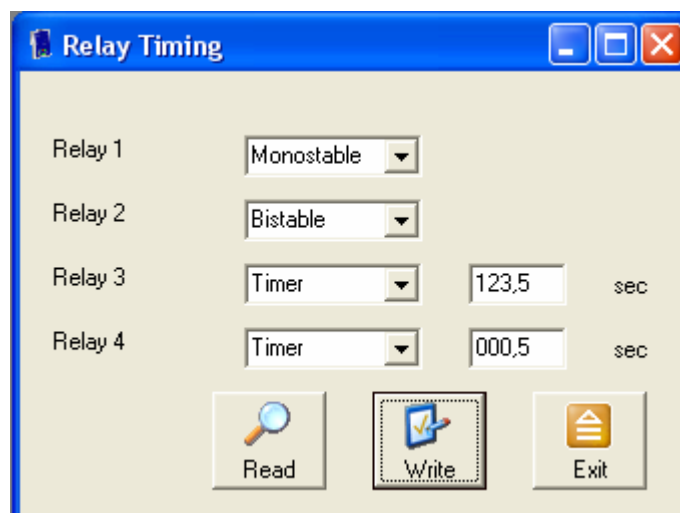 Relay Timing
Relay 1 Monostable
Relay 2 Bistable
Relay 3 Timer 123,5 sec
Relay 4 Timer 000,5 sec
Read Write Exit